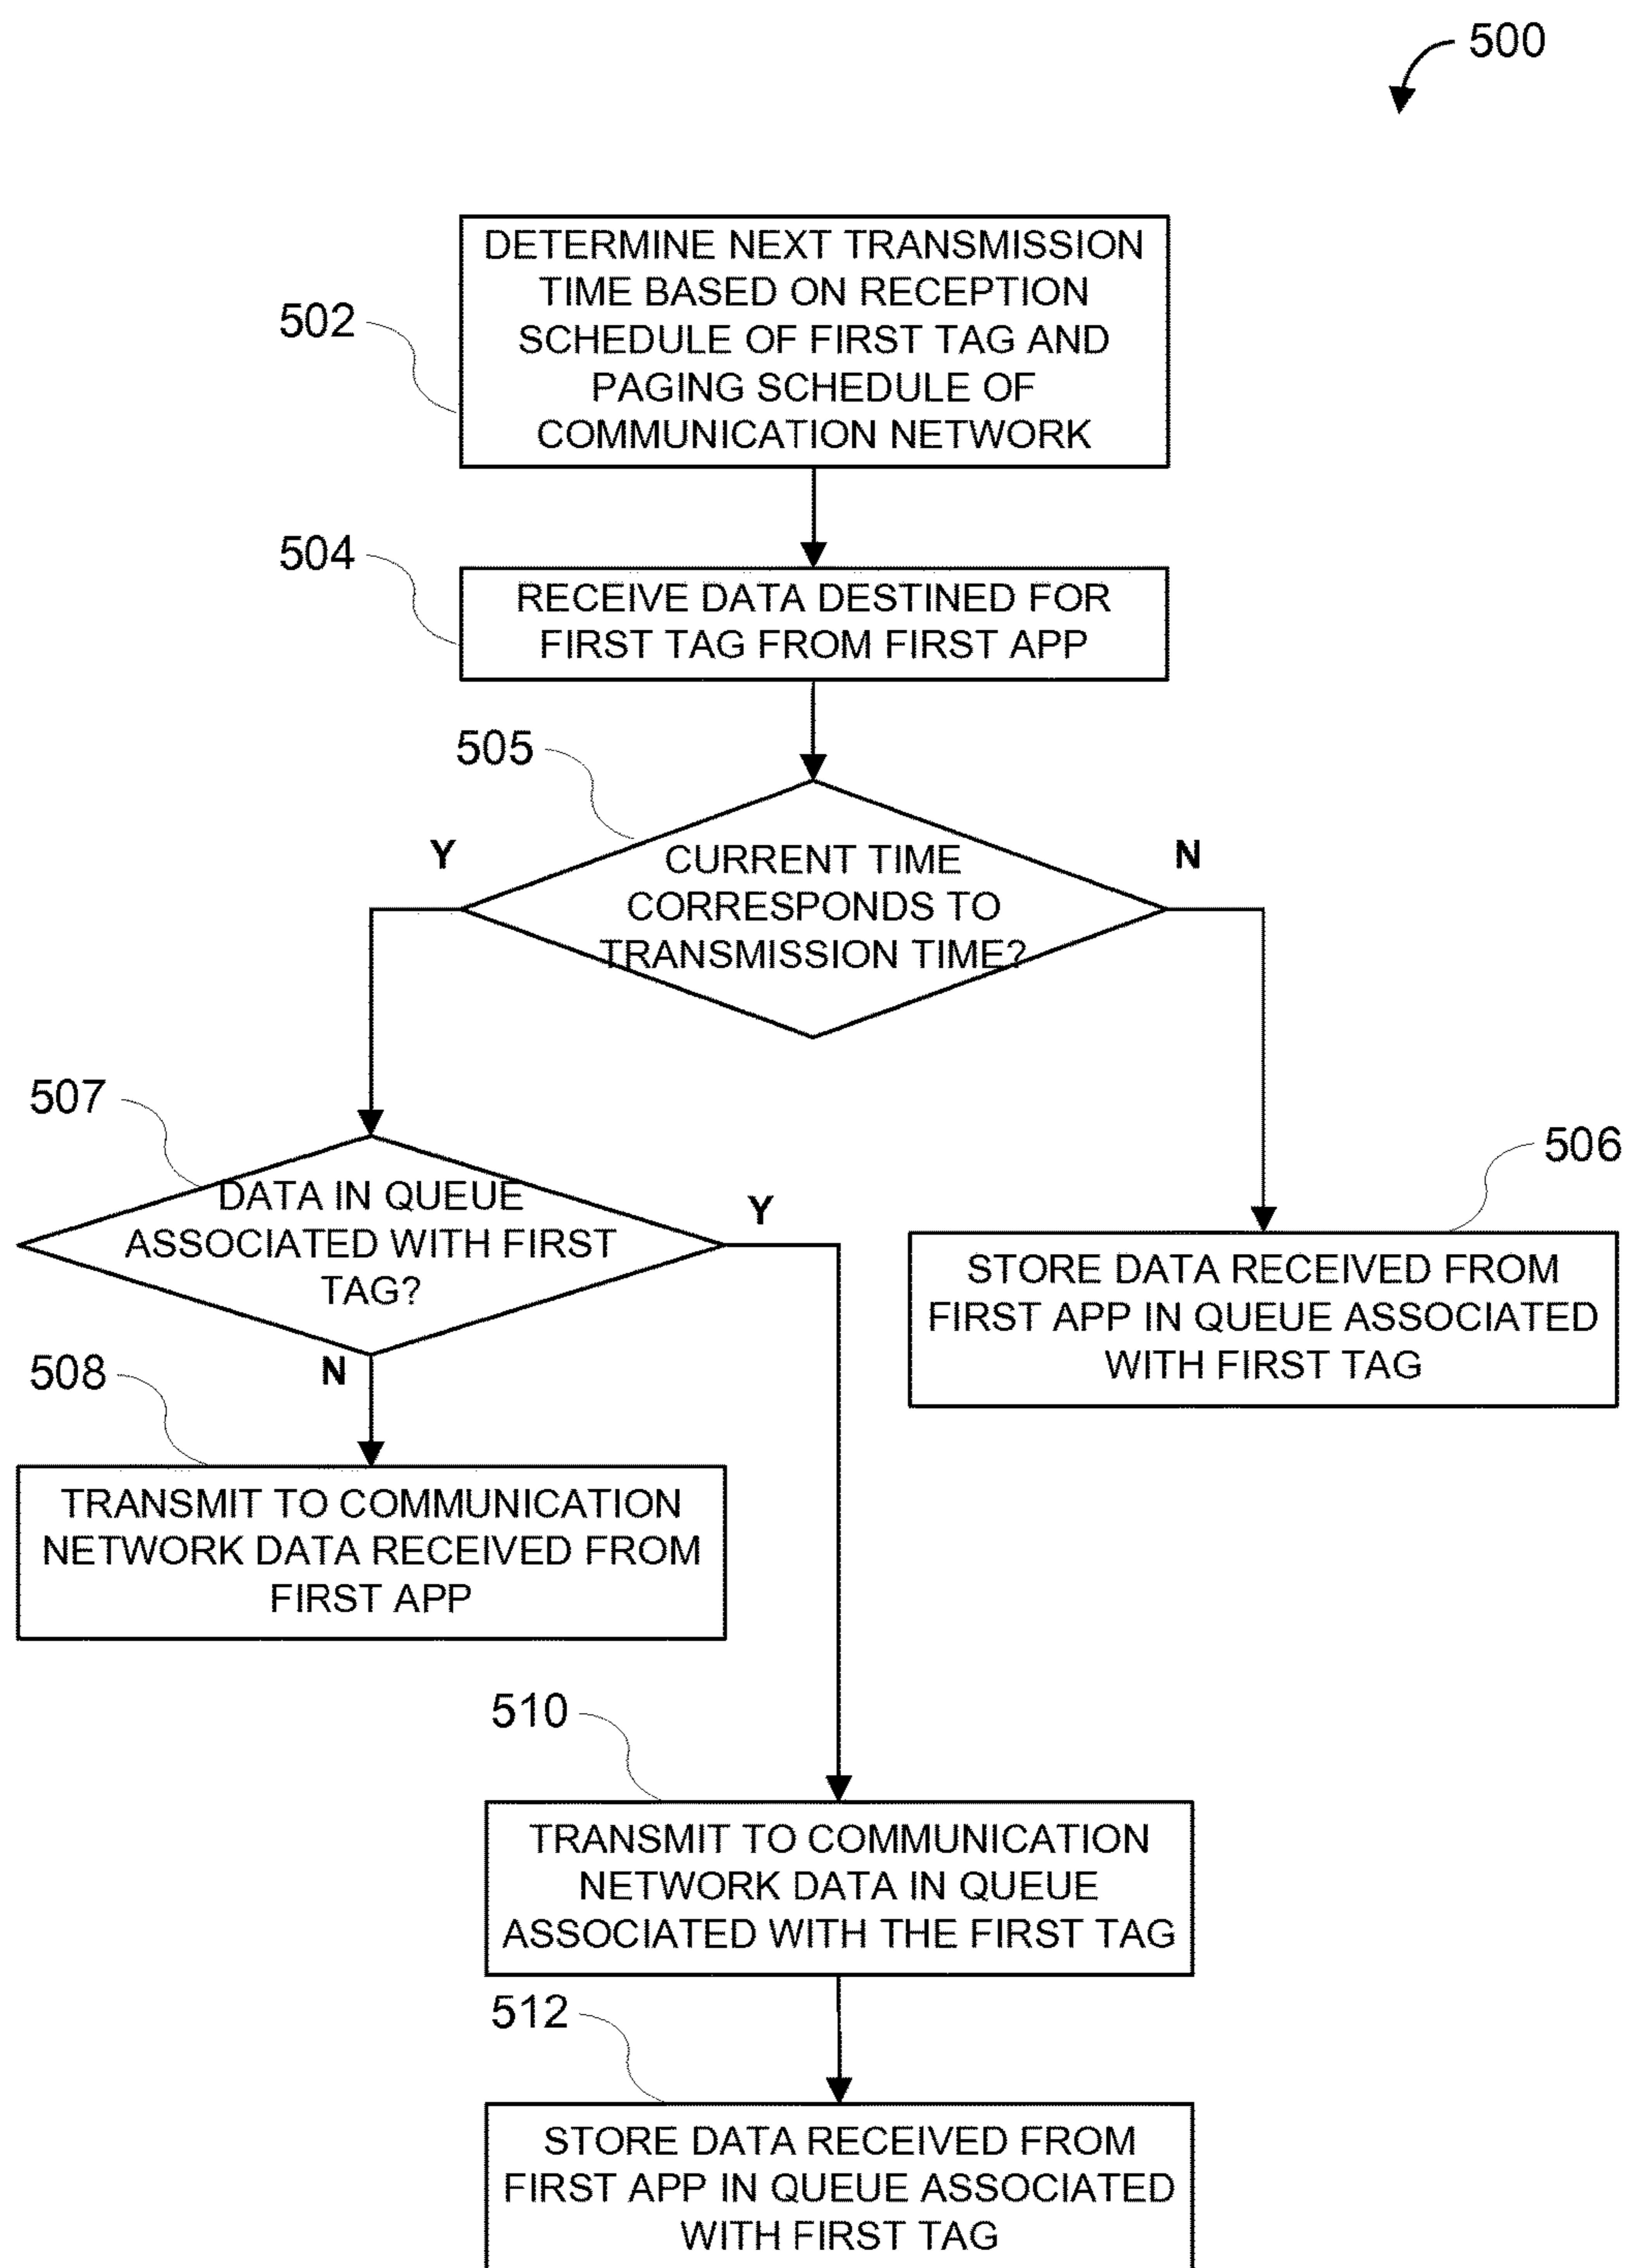 500
DETERMINE NEXT TRANSMISSION
TIME BASED ON RECEPTION
SCHEDULE OF FIRST TAG AND
PAGING SCHEDULE OF
COMMUNICATION NETWORK
502
504
RECEIVE DATA DESTINED FOR
FIRST TAG FROM FIRST APP
505
Y
N
CURRENT TIME
CORRESPONDS TO
TRANSMISSION TIME?
507
DATA IN QUEUE
ASSOCIATED WITH FIRST
TAG?
Y
N
506
STORE DATA RECEIVED FROM
FIRST APP IN QUEUE ASSOCIATED
WITH FIRST TAG
508
TRANSMIT TO COMMUNICATION
NETWORK DATA RECEIVED FROM
FIRST APP
510
TRANSMIT TO COMMUNICATION
NETWORK DATA IN QUEUE
ASSOCIATED WITH THE FIRST TAG
512
STORE DATA RECEIVED FROM
FIRST APP IN QUEUE ASSOCIATED
WITH FIRST TAG